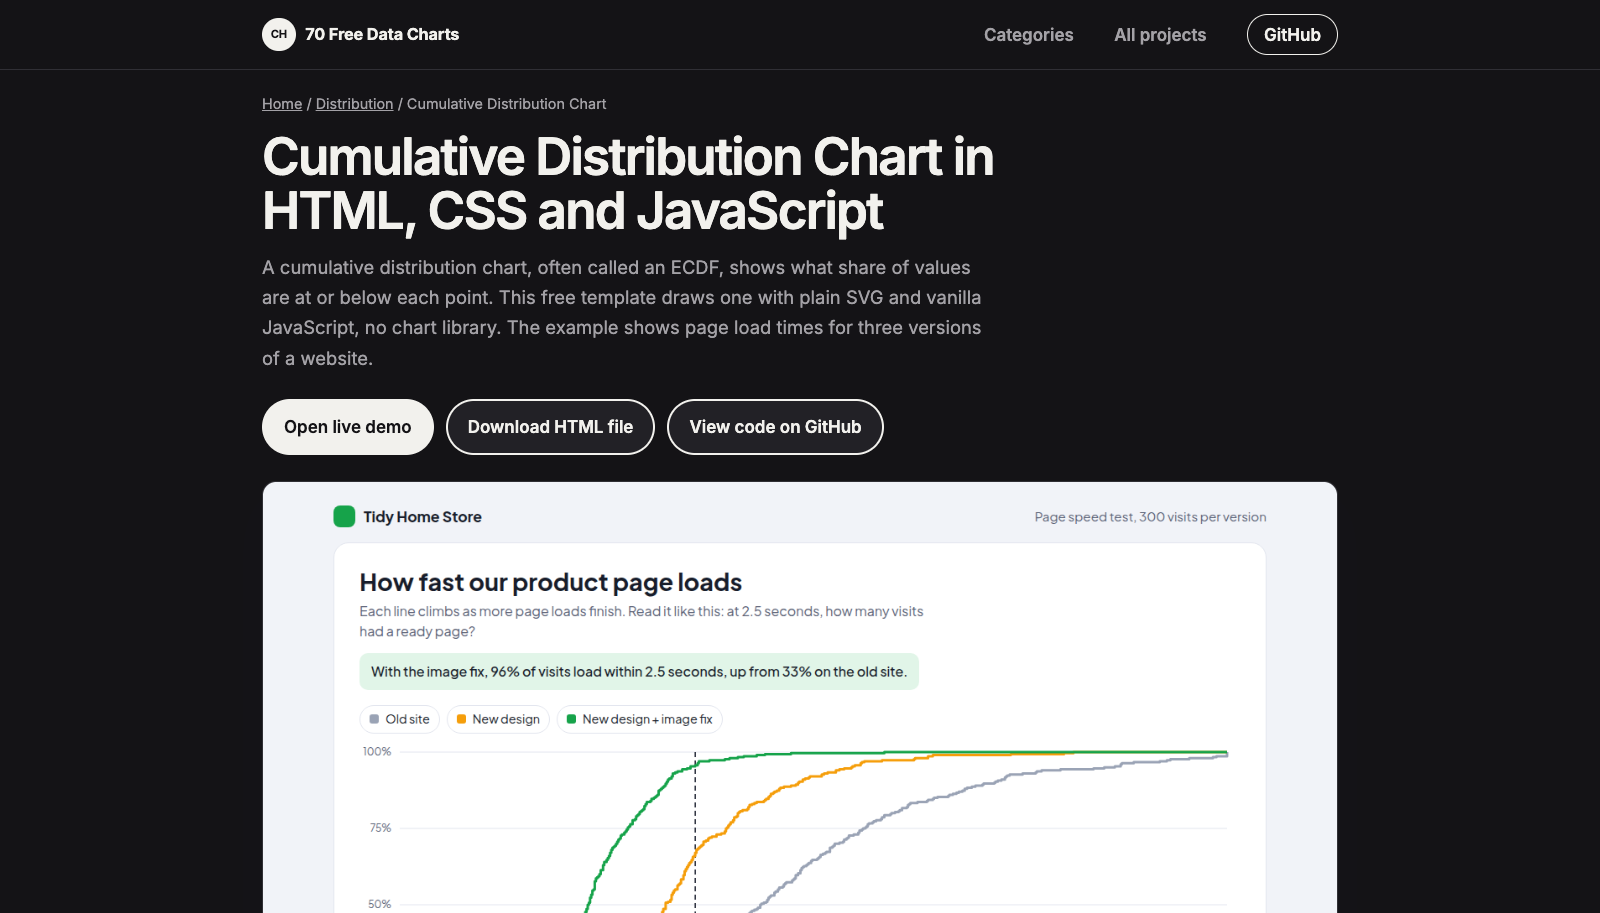 CH 70 Free Data Charts
Categories All projects GitHub
Home / Distribution / Cumulative Distribution Chart
Cumulative Distribution Chart in
HTML, CSS and JavaScript
A cumulative distribution chart, often called an ECDF, shows what share of values
are at or below each point. This free template draws one with plain SVG and vanilla
JavaScript, no chart library. The example shows page load times for three versions
of a website.
Open live demo Download HTML file View code on GitHub
Tidy Home Store Page speed test, 300 visits per version
How fast our product page loads
Each line climbs as more page loads finish. Read it like this: at 2.5 seconds, how many visits
had a ready page?
With the image fix, 96% of visits load within 2.5 seconds, up from 33% on the old site.
Old site New design New design + image fix
100%
75%
50%